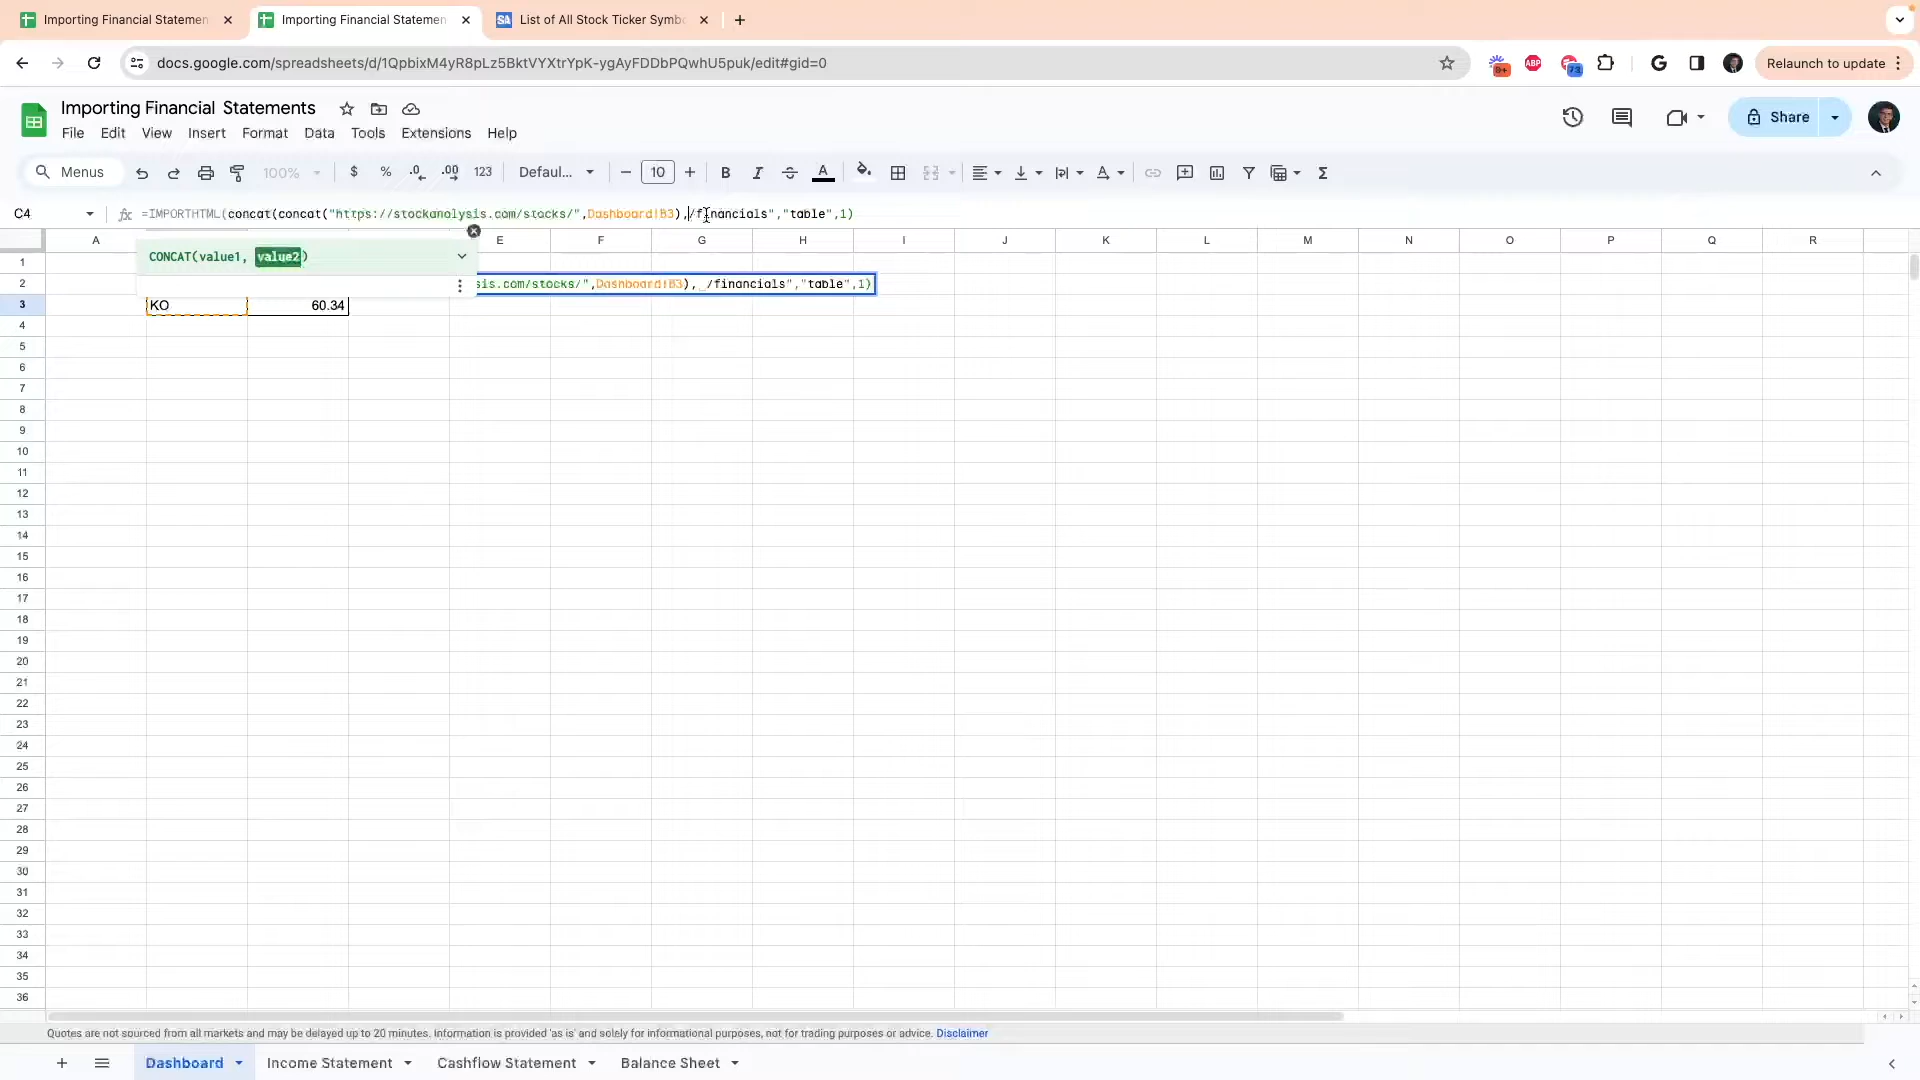 Importing Financial Statemen
Importing Financial Statemen
List of All Stock Ticker Symb
docs.google.com/spreadsheets/d/1QpbixM4yR8pLz5BktVYXtrYpK-ygAyFDDbPQwhU5puk/edit#gid=0
9+
ABP
73
G
Relaunch to update
Importing Financial Statements
File Edit View Insert Format Data Tools Extensions Help
Share
Menus
100%
$ % .0 .00 123
Defaul...
10
B I A
C4
fx =IMPORTHTML(concat(concat("https://stockanalysis.com/stocks/",Dashboard!B3),/financials","table",1)
A E F G H I J K L M N O P Q R
CONCAT(value1, value2)
1
2 sis.com/stocks/",Dashboard!B3),_/financials","table",1)
3 KO 60.34
4
5
6
7
8
9
10
11
12
13
14
15
16
17
18
19
20
21
22
23
24
25
26
27
28
29
30
31
32
33
34
35
36
Quotes are not sourced from all markets and may be delayed up to 20 minutes. Information is provided 'as is' and solely for informational purposes, not for trading purposes or advice. Disclaimer
Dashboard Income Statement Cashflow Statement Balance Sheet